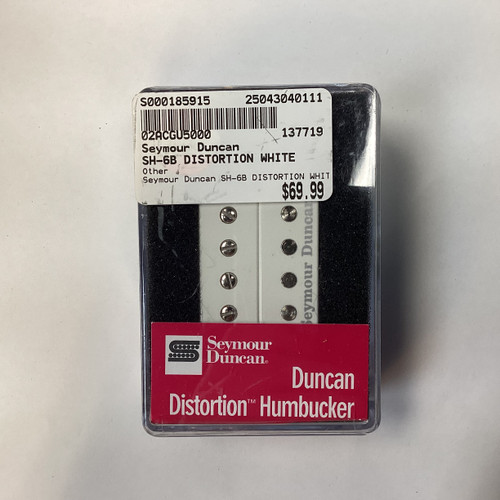 S000185915 25043040111
02ACGU5000 137719
Seymour Duncan
SH-6B DISTORTION WHITE
Other
Seymour Duncan SH-6B DISTORTION WHIT
$69.99
Seymour Duncan
Seymour
Duncan®
Duncan
Distortion™ Humbucker